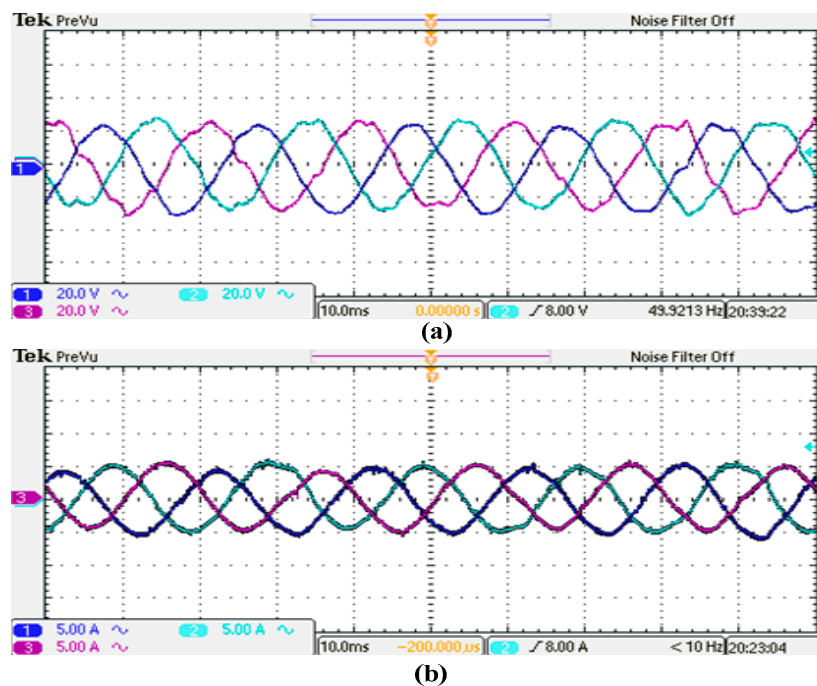 Tek PreVu Noise Filter Off
1
1 20.0 V 2 20.0 V
3 20.0 V 10.0ms 0.00000 s 2 8.00 V 49.9213 Hz 20:39:22
(a)
Tek PreVu Noise Filter Off
3
1 5.00 A 2 5.00 A
3 5.00 A 10.0ms -200.000µs 2 8.00 A < 10 Hz 20:23:04
(b)